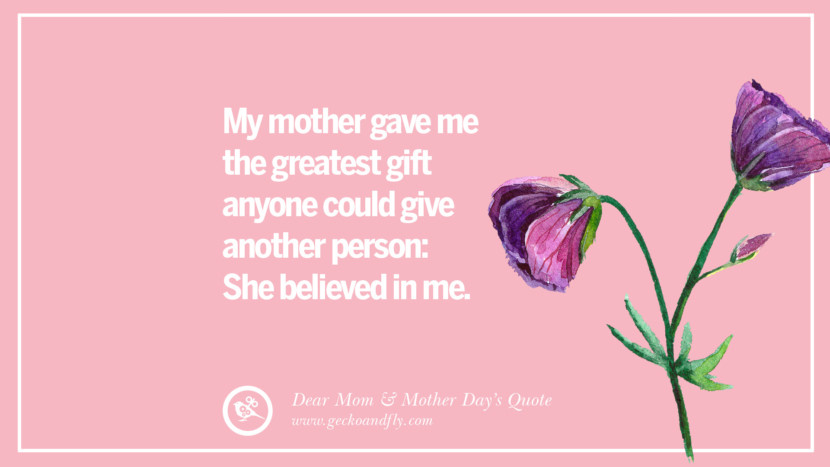 My mother gave me
the greatest gift
anyone could give
another person:
She believed in me.
Dear Mom & Mother Day's Quote
www.geckoandfly.com